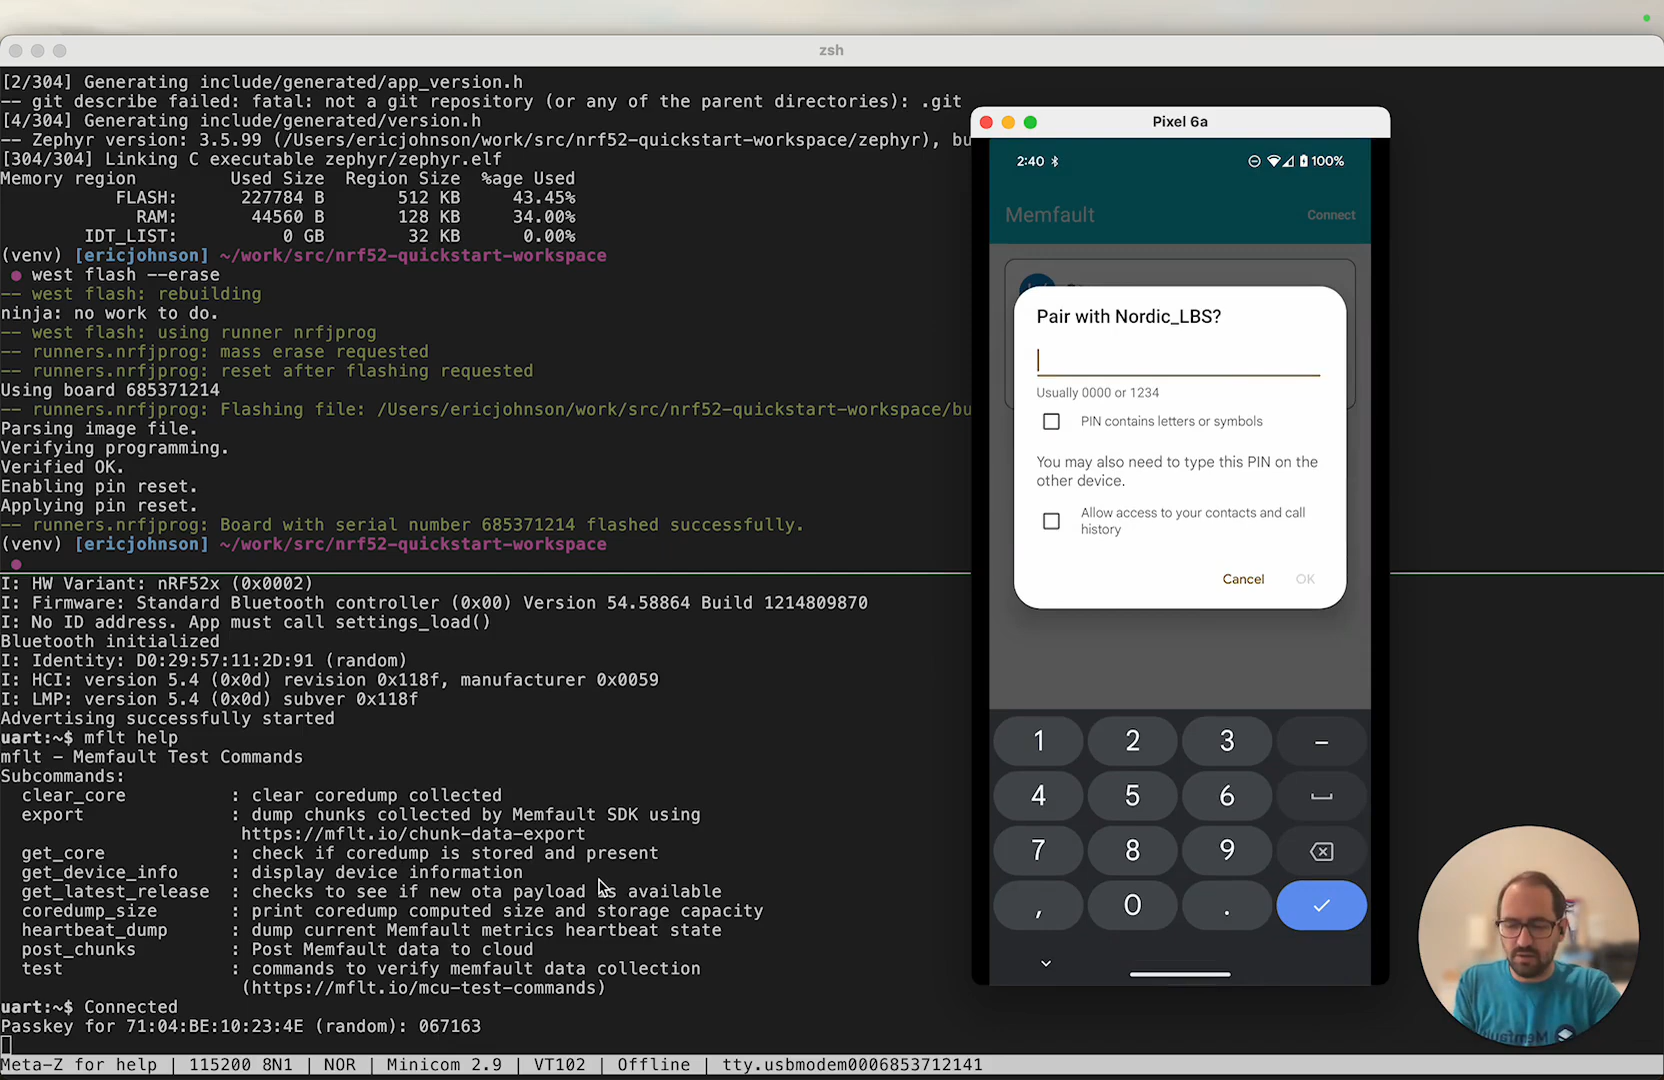 zsh
[2/304] Generating include/generated/app_version.h
-- git describe failed: fatal: not a git repository (or any of the parent directories): .git
[4/304] Generating include/generated/version.h
-- Zephyr version: 3.5.99 (/Users/ericjohnson/work/src/nrf52-quickstart-workspace/zephyr), bu
[304/304] Linking C executable zephyr/zephyr.elf
Memory region Used Size Region Size %age Used
FLASH: 227784 B 512 KB 43.45%
RAM: 44560 B 128 KB 34.00%
IDT_LIST: 0 GB 32 KB 0.00%
(venv) [ericjohnson] ~/work/src/nrf52-quickstart-workspace
west flash --erase
-- west flash: rebuilding
ninja: no work to do.
-- west flash: using runner nrfjprog
-- runners.nrfjprog: mass erase requested
-- runners.nrfjprog: reset after flashing requested
Using board 685371214
-- runners.nrfjprog: Flashing file: /Users/ericjohnson/work/src/nrf52-quickstart-workspace/bu
Parsing image file.
Verifying programming.
Verified OK.
Enabling pin reset.
Applying pin reset.
-- runners.nrfjprog: Board with serial number 685371214 flashed successfully.
(venv) [ericjohnson] ~/work/src/nrf52-quickstart-workspace
I: HW Variant: nRF52x (0x0002)
I: Firmware: Standard Bluetooth controller (0x00) Version 54.58864 Build 1214809870
I: No ID address. App must call settings_load()
Bluetooth initialized
I: Identity: D0:29:57:11:2D:91 (random)
I: HCI: version 5.4 (0x0d) revision 0x118f, manufacturer 0x0059
I: LMP: version 5.4 (0x0d) subver 0x118f
Advertising successfully started
uart:~$ mflt help
mflt - Memfault Test Commands
Subcommands:
clear_core : clear coredump collected
export : dump chunks collected by Memfault SDK using
https://mflt.io/chunk-data-export
get_core : check if coredump is stored and present
get_device_info : display device information
get_latest_release : checks to see if new ota payload is available
coredump_size : print coredump computed size and storage capacity
heartbeat_dump : dump current Memfault metrics heartbeat state
post_chunks : Post Memfault data to cloud
test : commands to verify memfault data collection
(https://mflt.io/mcu-test-commands)
uart:~$ Connected
Passkey for 71:04:BE:10:23:4E (random): 067163
Meta-Z for help | 115200 8N1 | NOR | Minicom 2.9 | VT102 | Offline | tty.usbmodem0006853712141
Pixel 6a
2:40 100%
Memfault Connect
Pair with Nordic_LBS?
Usually 0000 or 1234
PIN contains letters or symbols
You may also need to type this PIN on the
other device.
Allow access to your contacts and call
history
Cancel OK
1 2 3 –
4 5 6
7 8 9
, 0 .
Memfault